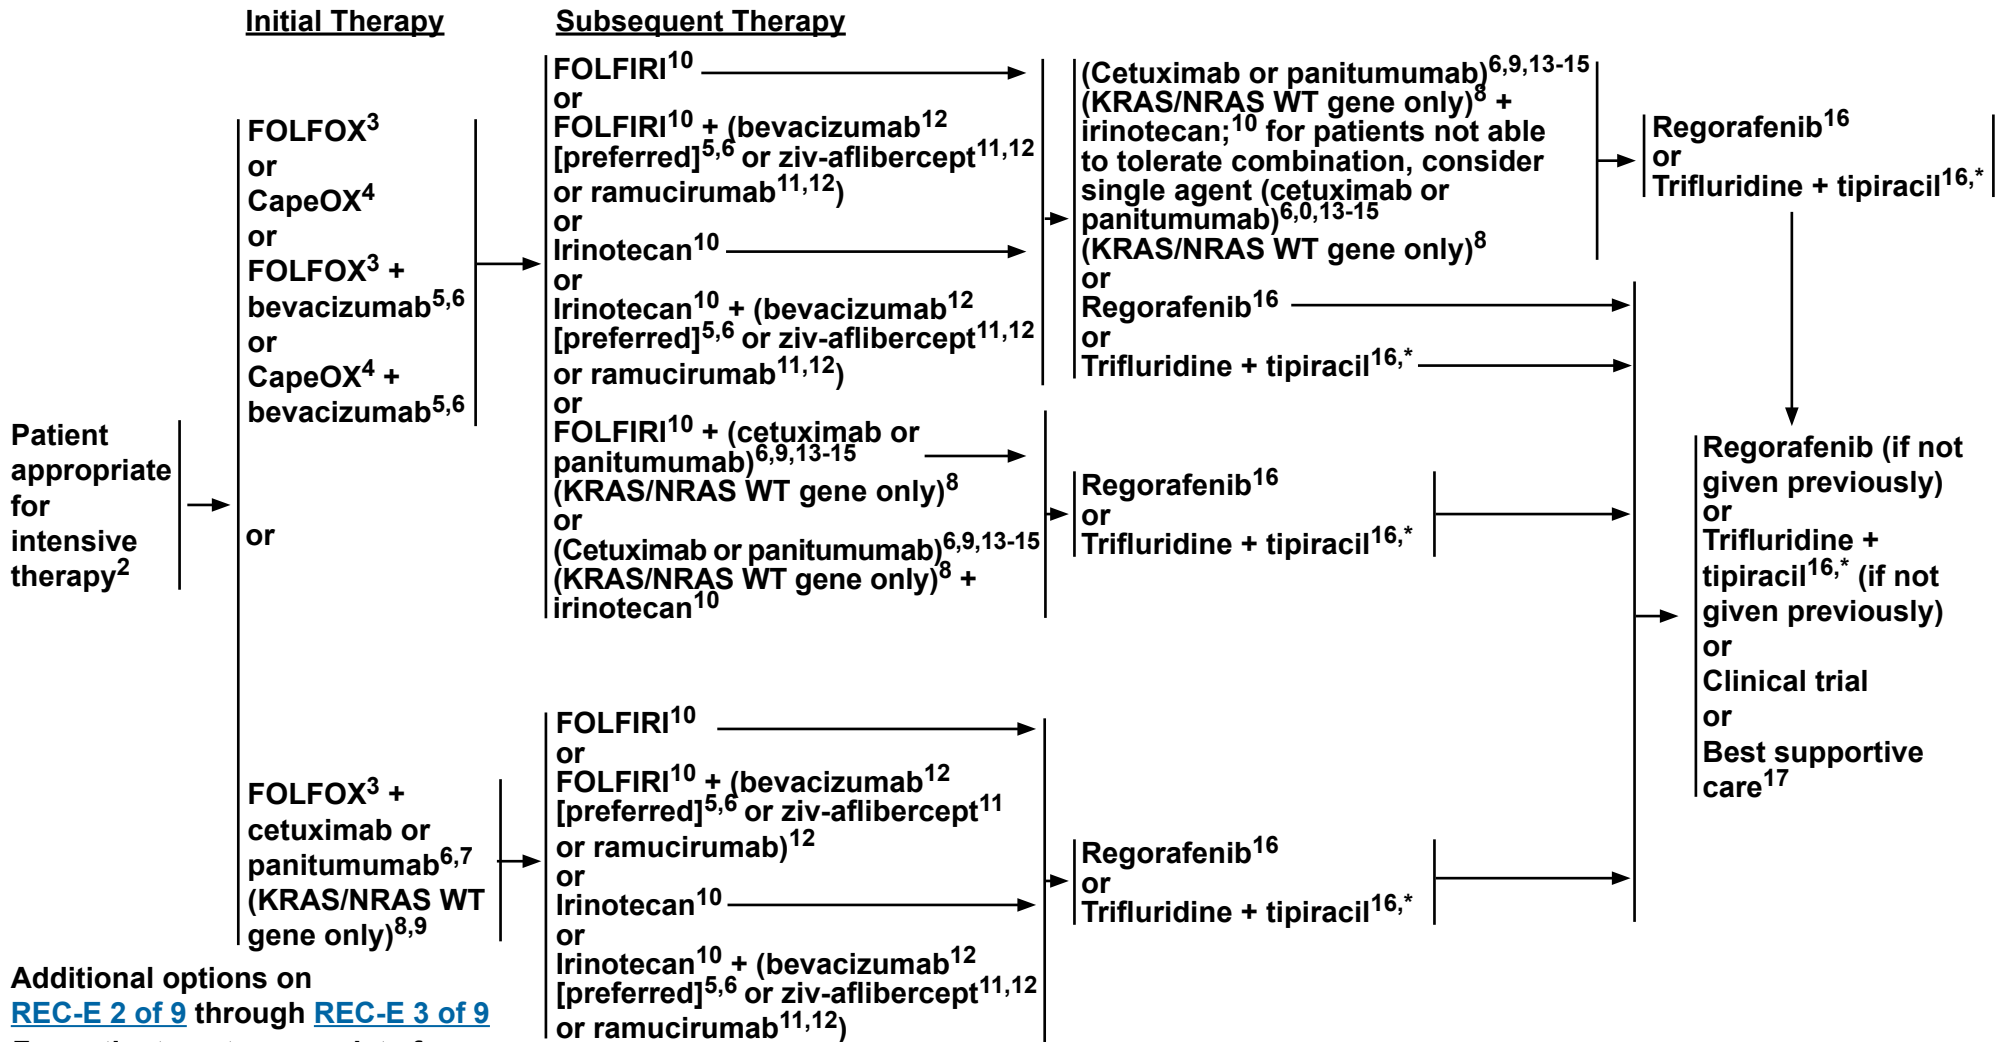 Initial Therapy
Subsequent Therapy
Patient
appropriate
for
intensive
therapy2
FOLFOX3
or
CapeOX4
or
FOLFOX3 +
bevacizumab5,6
or
CapeOX4 +
bevacizumab5,6
or
FOLFOX3 +
cetuximab or
panitumumab6,7
(KRAS/NRAS WT
gene only)8,9
FOLFIRI10
or
FOLFIRI10 + (bevacizumab12
[preferred]5,6 or ziv-aflibercept11,12
or ramucirumab11,12)
or
Irinotecan10
or
Irinotecan10 + (bevacizumab12
[preferred]5,6 or ziv-aflibercept11,12
or ramucirumab11,12)
or
FOLFIRI10 + (cetuximab or
panitumumab)6,9,13-15
(KRAS/NRAS WT gene only)8
or
(Cetuximab or panitumumab)6,9,13-15
(KRAS/NRAS WT gene only)8 +
irinotecan10
FOLFIRI10
or
FOLFIRI10 + (bevacizumab12
[preferred]5,6 or ziv-aflibercept11
or ramucirumab)12
or
Irinotecan10
or
Irinotecan10 + (bevacizumab12
[preferred]5,6 or ziv-aflibercept11,12
or ramucirumab11,12)
(Cetuximab or panitumumab)6,9,13-15
(KRAS/NRAS WT gene only)8 +
irinotecan;10 for patients not able
to tolerate combination, consider
single agent (cetuximab or
panitumumab)6,0,13-15
(KRAS/NRAS WT gene only)8
or
Regorafenib16
or
Trifluridine + tipiracil16,*
Regorafenib16
or
Trifluridine + tipiracil16,*
Regorafenib16
or
Trifluridine + tipiracil16,*
Regorafenib16
or
Trifluridine + tipiracil16,*
Regorafenib (if not
given previously)
or
Trifluridine +
tipiracil16,* (if not
given previously)
or
Clinical trial
or
Best supportive
care17
Additional options on
REC-E 2 of 9 through REC-E 3 of 9